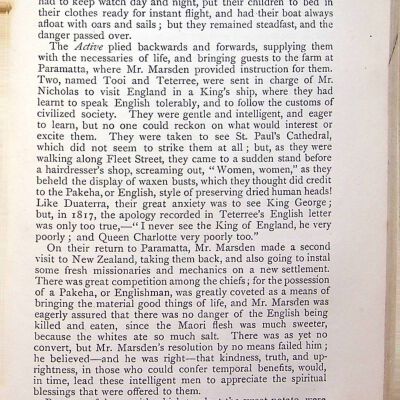 had to keep watch day and night, put their children to bed in
their clothes ready for instant flight, and had their boat always
afloat with oars and sails ; but they remained steadfast, and the
danger passed over.
The Active plied backwards and forwards, supplying them
with the necessaries of life, and bringing guests to the farm at
Paramatta, where Mr. Marsden provided instruction for them.
Two, named Tooi and Teterree, were sent in charge of Mr.
Nicholas to visit England in a King's ship, where they had
learnt to speak English tolerably, and to follow the customs of
civilized society. They were gentle and intelligent, and eager
to learn, but no one could reckon on what would interest or
excite them. They were taken to see St. Paul's Cathedral,
which did not seem to strike them at all ; but, as they were
walking along Fleet Street, they came to a sudden stand before
a hairdresser's shop, screaming out, "Women, women," as they
beheld the display of waxen busts, which they thought did credit
to the Pakeha, or English, style of preserving dried human heads!
Like Duaterra, their great anxiety was to see King George ;
but, in 1817, the apology recorded in Teterree's English letter
was only too true,—"I never see the King of England, he very
poorly ; and Queen Charlotte very poorly too."
On their return to Paramatta, Mr. Marsden made a second
visit to New Zealand, taking them back, and also going to instal
some fresh missionaries and mechanics on a new settlement.
There was great competition among the chiefs ; for the possession
of a Pakeha, or Englishman, was greatly coveted as a means of
bringing the material good things of life, and Mr. Marsden was
eagerly assured that there was no danger of the English being
killed and eaten, since the Maori flesh was much sweeter,
because the whites ate so much salt. There was as yet no
convert, but Mr. Marsden's resolution by no means failed him ;
he believed—and he was right—that kindness, truth, and up-
rightness, in those who could confer temporal benefits, would,
in time, lead these intelligent men to appreciate the spiritual
blessings that were offered to them.